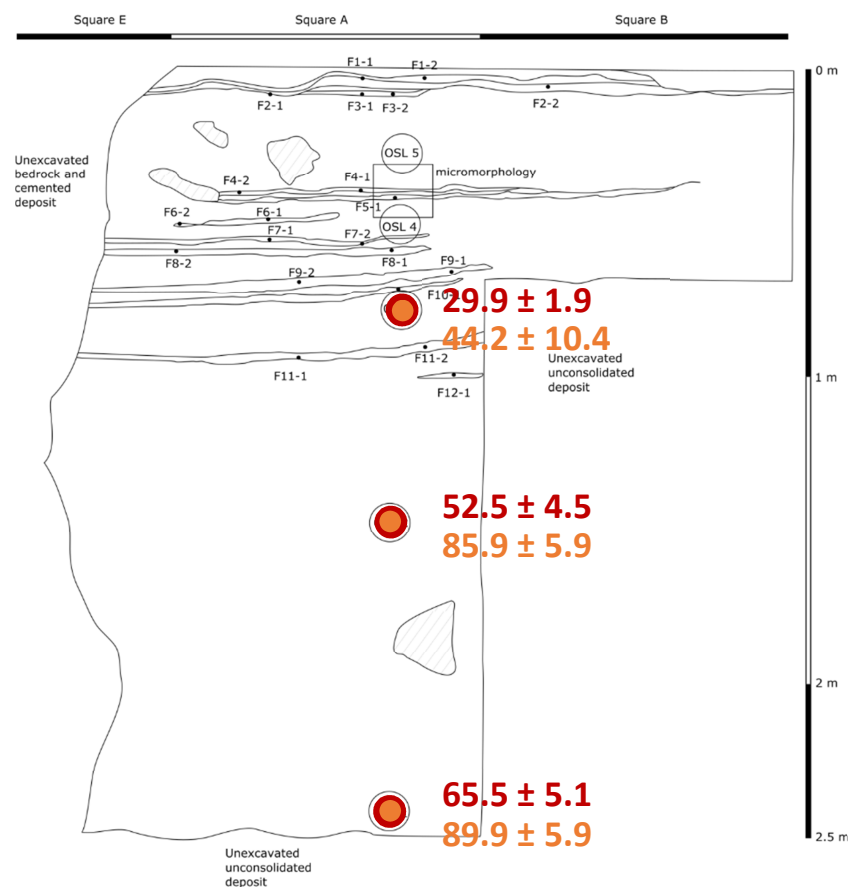 Square E
Square A
Square B
0 m
F1-1
F1-2
F2-1
F3-1
F3-2
F2-2
OSL 5
Unexcavated
bedrock and
cemented
deposit
micromorphology
F4-2
F4-1
F5-1
F6-2
F6-1
OSL 4
F7-1
F7-2
F8-2
F8-1
F9-1
F9-2
29.9 ± 1.9
44.2 ± 10.4
F11-2
Unexcavated
unconsolidated
deposit
F11-1
1 m
F12-1
52.5 ± 4.5
85.9 ± 5.9
2 m
65.5 ± 5.1
89.9 ± 5.9
2.5 m
Unexcavated
unconsolidated
deposit